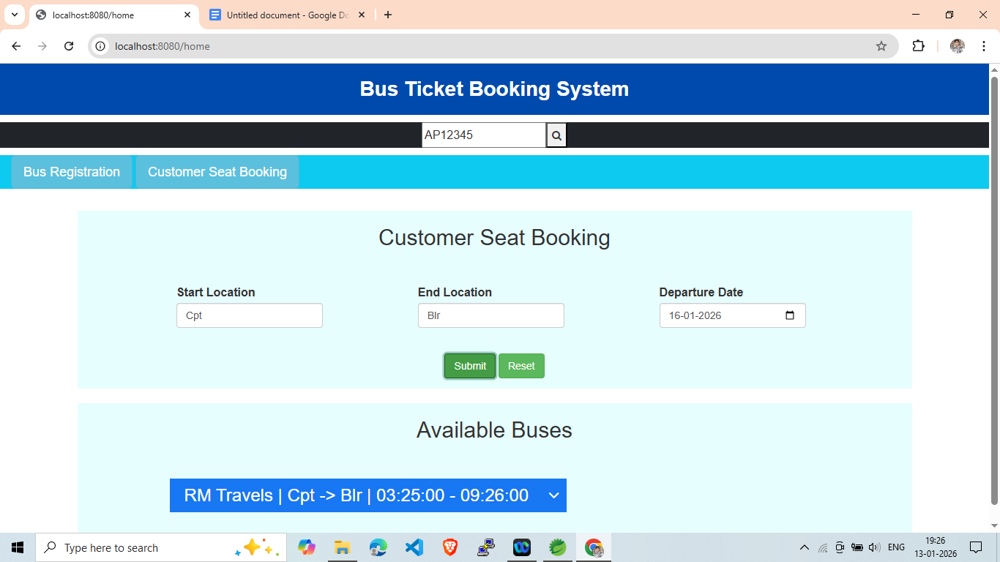 localhost:8080/home
Untitled document - Google Do
localhost:8080/home
Bus Ticket Booking System
AP12345
Bus Registration Customer Seat Booking
Customer Seat Booking
Start Location End Location Departure Date
Cpt Blr 16-01-2026
Submit Reset
Available Buses
RM Travels | Cpt -> Blr | 03:25:00 - 09:26:00
Type here to search
ENG
19:26
13-01-2026